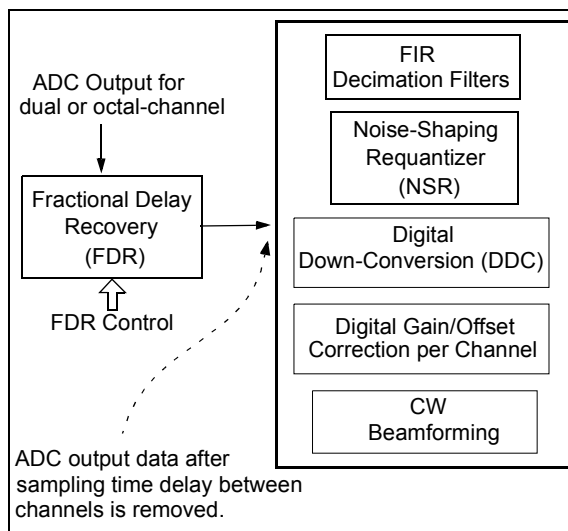 ADC Output for
dual or octal-channel
Fractional Delay
Recovery
(FDR)
FDR Control
ADC output data after
sampling time delay between
channels is removed.
FIR
Decimation Filters
Noise-Shaping
Requantizer
(NSR)
Digital
Down-Conversion (DDC)
Digital Gain/Offset
Correction per Channel
CW
Beamforming